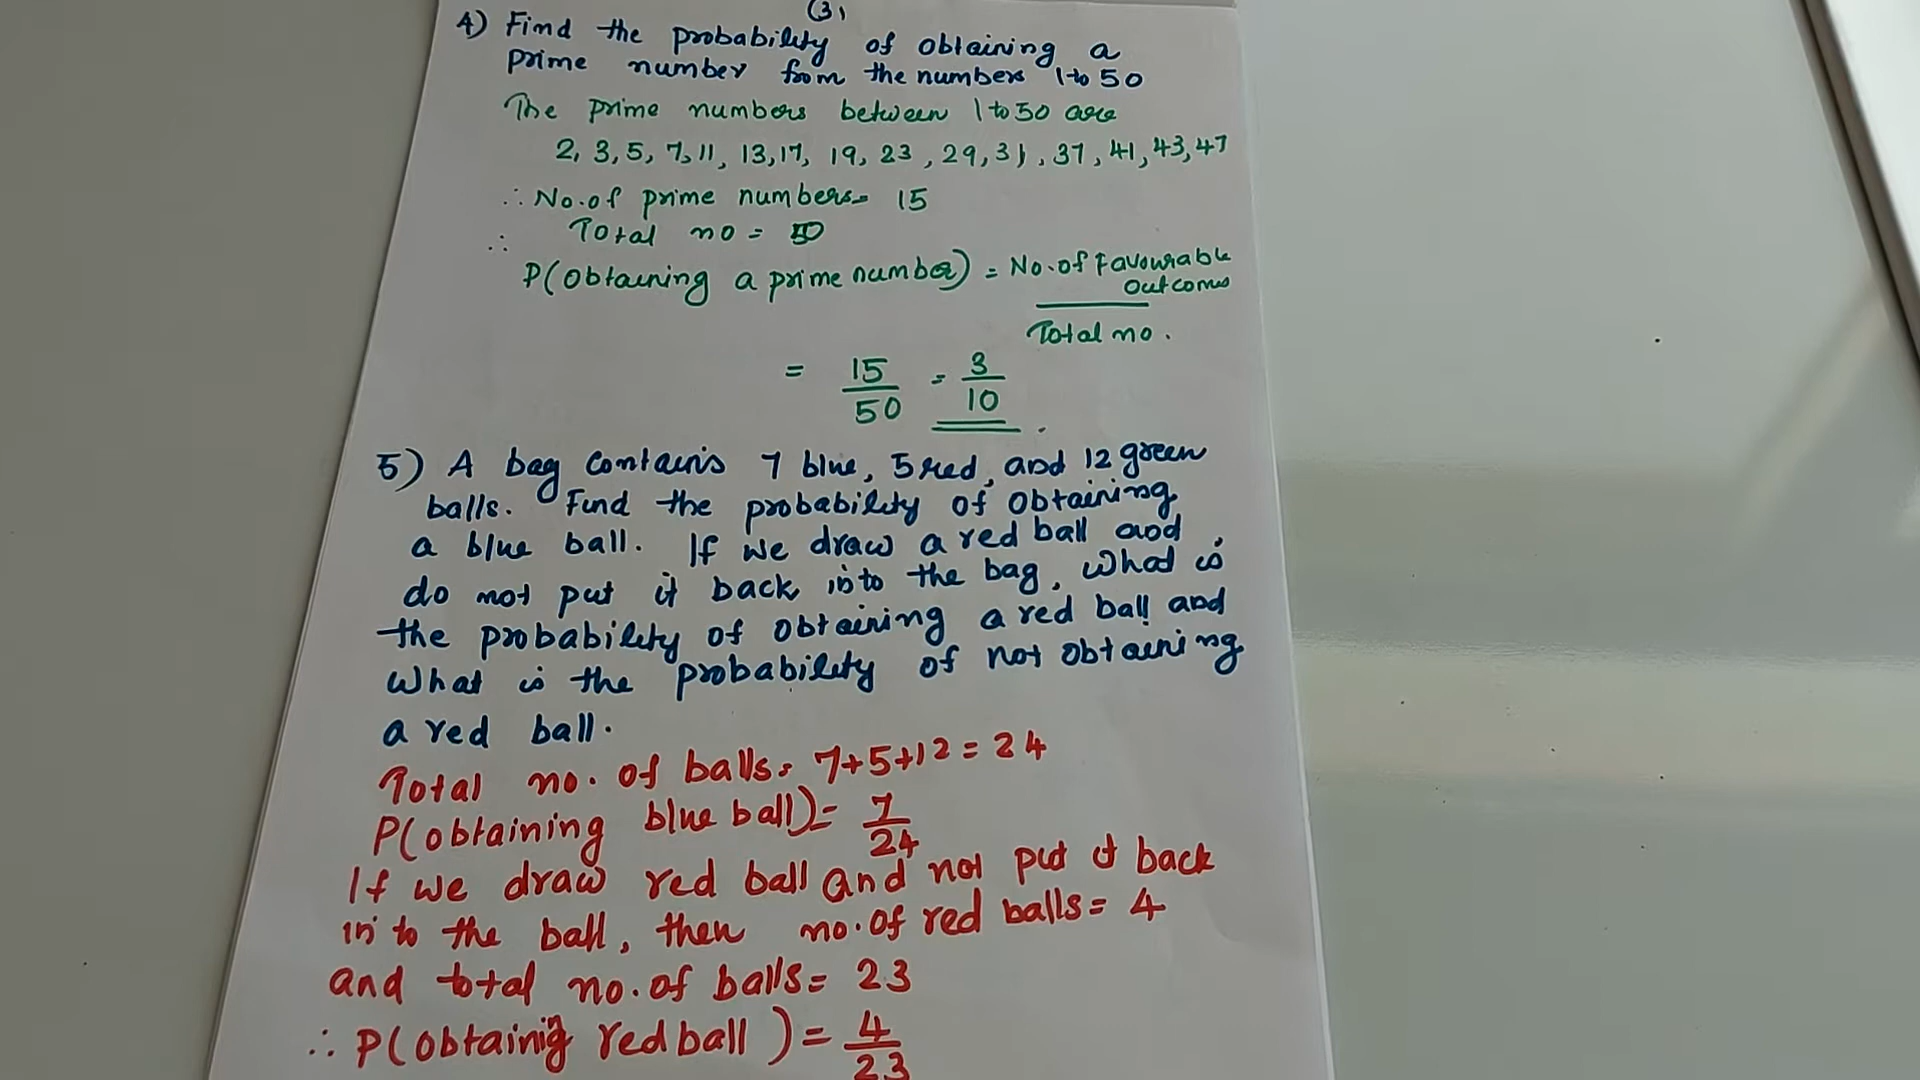 (3)
4) Find the probability of obtaining a
prime number from the numbers 1 to 50
The prime numbers between 1 to 50 are
2, 3, 5, 7, 11, 13, 17, 19, 23, 29, 31, 37, 41, 43, 47
∴ No. of prime numbers = 15
∴ Total no = 50
P(obtaining a prime number) = No. of Favourable
outcomes
Total no.
= 15/50 = 3/10
5) A bag contains 7 blue, 5 red, and 12 green
balls. Find the probability of obtaining
a blue ball. If we draw a red ball and
do not put it back into the bag, what is
the probability of obtaining a red ball and
what is the probability of not obtaining
a red ball.
Total no. of balls = 7+5+12 = 24
P(obtaining blue ball) = 7/24
If we draw red ball and not put it back
in to the ball, then no. of red balls = 4
and total no. of balls = 23
∴ P(obtainig red ball) = 4/23